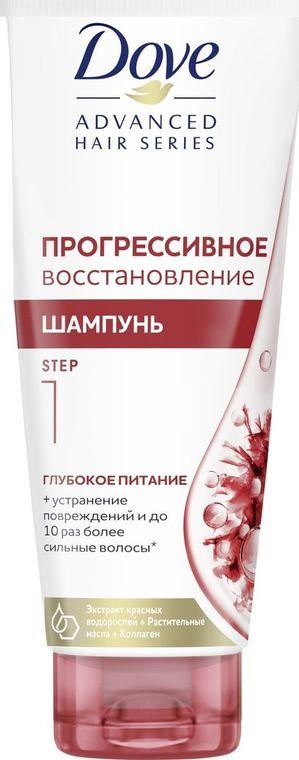 Dove
ADVANCED
HAIR SERIES
ПРОГРЕССИВНОЕ
восстановление
ШАМПУНЬ
STEP
1
ГЛУБОКОЕ ПИТАНИЕ
+ устранение
повреждений и до
10 раз более
сильные волосы*
Экстракт красных
водорослей + Растительные
масла + Коллаген